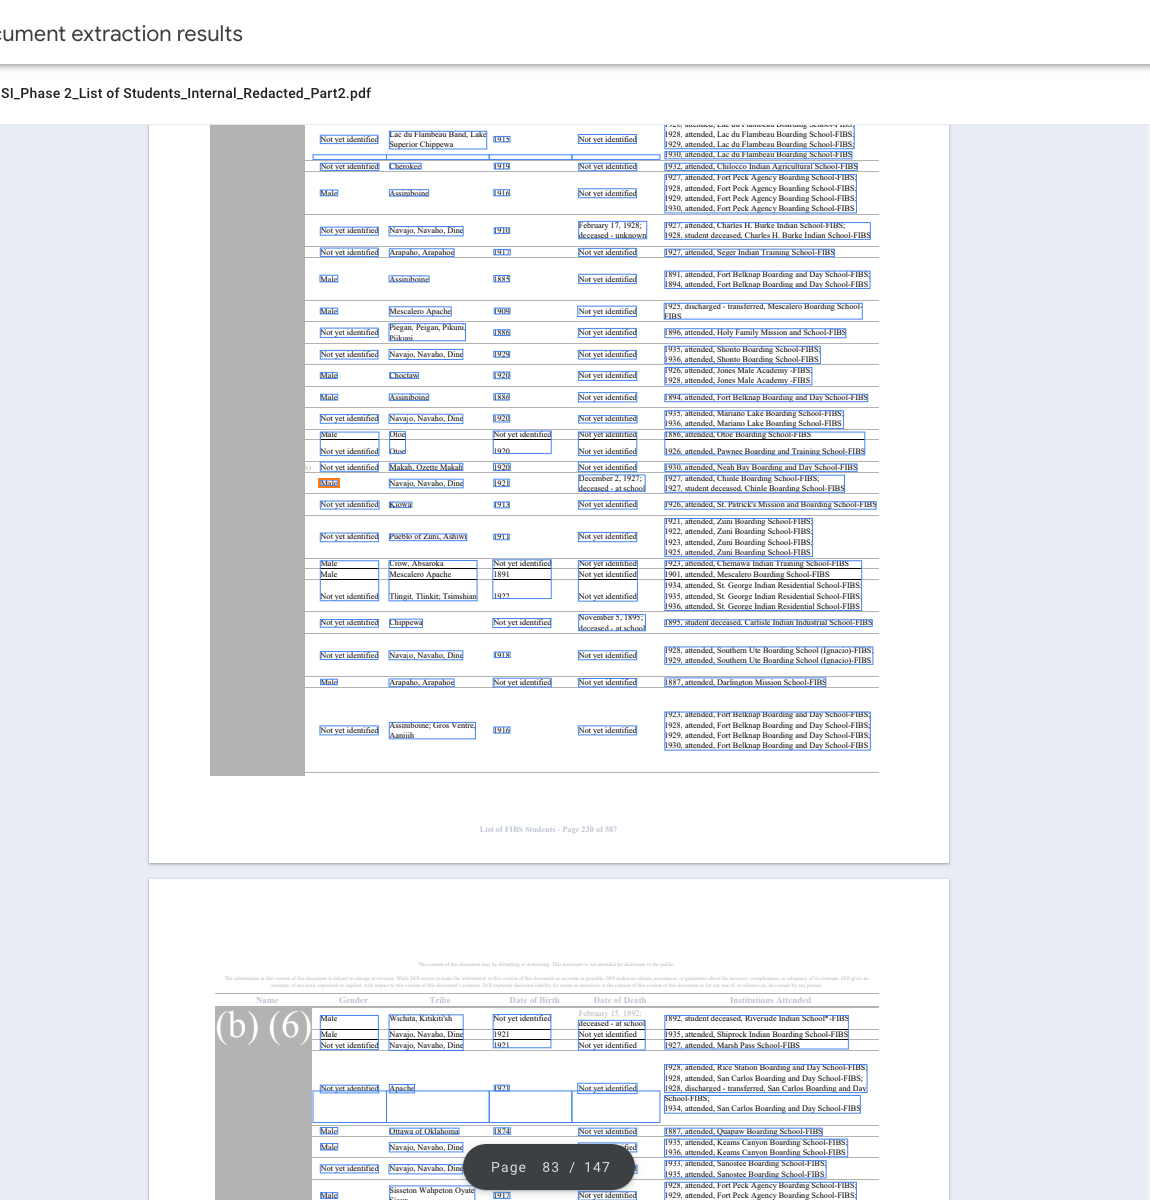 cument extraction results
SI_Phase 2_List of Students_Internal_Redacted_Part2.pdf
1926, attended, Lac du Flambeau Boarding School-FIBS;
Not yet identified Lac du Flambeau Band, Lake 1915 Not yet identified 1928, attended, Lac du Flambeau Boarding School-FIBS;
Superior Chippewa 1929, attended, Lac du Flambeau Boarding School-FIBS;
1930, attended, Lac du Flambeau Boarding School-FIBS
Not yet identified Cherokee 1919 Not yet identified 1932, attended, Chilocco Indian Agricultural School-FIBS
1927, attended, Fort Peck Agency Boarding School-FIBS;
Male Assiniboine 1916 Not yet identified 1928, attended, Fort Peck Agency Boarding School-FIBS;
1929, attended, Fort Peck Agency Boarding School-FIBS;
1930, attended, Fort Peck Agency Boarding School-FIBS
Not yet identified Navajo, Navaho, Dine 1910 February 17, 1928; 1927, attended, Charles H. Burke Indian School-FIBS;
deceased - unknown 1928, student deceased, Charles H. Burke Indian School-FIBS
Not yet identified Arapaho, Arapahoe 1917 Not yet identified 1927, attended, Seger Indian Training School-FIBS
Male Assiniboine 1885 Not yet identified 1891, attended, Fort Belknap Boarding and Day School-FIBS;
1894, attended, Fort Belknap Boarding and Day School-FIBS
Male Mescalero Apache 1909 Not yet identified 1925, discharged - transferred, Mescalero Boarding School-
FIBS
Not yet identified Piegan, Peigan, Pikuni, 1886 Not yet identified 1896, attended, Holy Family Mission and School-FIBS
Piikuni
Not yet identified Navajo, Navaho, Dine 1929 Not yet identified 1935, attended, Shonto Boarding School-FIBS;
1936, attended, Shonto Boarding School-FIBS
Male Choctaw 1920 Not yet identified 1926, attended, Jones Male Academy -FIBS;
1928, attended, Jones Male Academy -FIBS
Male Assiniboine 1886 Not yet identified 1894, attended, Fort Belknap Boarding and Day School-FIBS
Not yet identified Navajo, Navaho, Dine 1920 Not yet identified 1935, attended, Mariano Lake Boarding School-FIBS;
1936, attended, Mariano Lake Boarding School-FIBS
Male Otoe Not yet identified Not yet identified 1886, attended, Otoe Boarding School-FIBS
Not yet identified Otoe 1920 Not yet identified 1926, attended, Pawnee Boarding and Training School-FIBS
Not yet identified Makah, Ozette Makah 1920 Not yet identified 1930, attended, Neah Bay Boarding and Day School-FIBS
Male Navajo, Navaho, Dine 1921 December 2, 1927; 1927, attended, Chinle Boarding School-FIBS;
deceased - at school 1927, student deceased, Chinle Boarding School-FIBS
Not yet identified Kiowa 1913 Not yet identified 1926, attended, St. Patrick's Mission and Boarding School-FIBS
1921, attended, Zuni Boarding School-FIBS;
Not yet identified Pueblo of Zuni, Ashiwi 1911 Not yet identified 1922, attended, Zuni Boarding School-FIBS;
1923, attended, Zuni Boarding School-FIBS;
1925, attended, Zuni Boarding School-FIBS
Male Crow, Absaroka Not yet identified Not yet identified 1923, attended, Chemawa Indian Training School-FIBS
Male Mescalero Apache 1891 Not yet identified 1901, attended, Mescalero Boarding School-FIBS
1934, attended, St. George Indian Residential School-FIBS;
Not yet identified Tlingit, Tlinkit; Tsimshian 1922 Not yet identified 1935, attended, St. George Indian Residential School-FIBS;
1936, attended, St. George Indian Residential School-FIBS
Not yet identified Chippewa Not yet identified November 5, 1895; 1895, student deceased, Carlisle Indian Industrial School-FIBS
deceased - at school
Not yet identified Navajo, Navaho, Dine 1918 Not yet identified 1928, attended, Southern Ute Boarding School (Ignacio)-FIBS;
1929, attended, Southern Ute Boarding School (Ignacio)-FIBS
Male Arapaho, Arapahoe Not yet identified Not yet identified 1887, attended, Darlington Mission School-FIBS
1923, attended, Fort Belknap Boarding and Day School-FIBS;
Not yet identified Assiniboine; Gros Ventre, 1916 Not yet identified 1928, attended, Fort Belknap Boarding and Day School-FIBS;
Aaniiih 1929, attended, Fort Belknap Boarding and Day School-FIBS;
1930, attended, Fort Belknap Boarding and Day School-FIBS
List of FIBS Students - Page 230 of 587
The content of this document may be disturbing or distressing. This document is not intended for disclosure to the public.
Name Gender Tribe Date of Birth Date of Death Institutions Attended
(b) (6) Male Wichita, Kitikiti'sh Not yet identified February 15, 1892; 1892, student deceased, Riverside Indian School*-FIBS
deceased - at school
Male Navajo, Navaho, Dine 1921 Not yet identified 1935, attended, Shiprock Indian Boarding School-FIBS
Not yet identified Navajo, Navaho, Dine 1921 Not yet identified 1927, attended, Marsh Pass School-FIBS
1928, attended, Rice Station Boarding and Day School-FIBS;
1928, attended, San Carlos Boarding and Day School-FIBS;
Not yet identified Apache 1921 Not yet identified 1928, discharged - transferred, San Carlos Boarding and Day
School-FIBS;
1934, attended, San Carlos Boarding and Day School-FIBS
Male Ottawa of Oklahoma 1874 Not yet identified 1887, attended, Quapaw Boarding School-FIBS
Male Navajo, Navaho, Dine 1935, attended, Keams Canyon Boarding School-FIBS;
1936, attended, Keams Canyon Boarding School-FIBS
Not yet identified Navajo, Navaho, Dine 1933, attended, Sanostee Boarding School-FIBS;
1935, attended, Sanostee Boarding School-FIBS
Page 83 / 147
Sisseton Wahpeton Oyate 1928, attended, Fort Peck Agency Boarding School-FIBS;
Male 1917 Not yet identified 1929, attended, Fort Peck Agency Boarding School-FIBS;